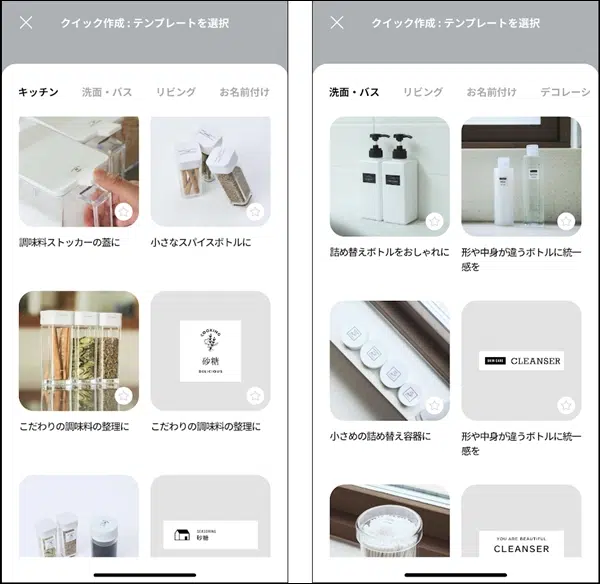 クイック作成 : テンプレートを選択
キッチン 洗面・バス リビング お名前付け
調味料ストッカーの蓋に
小さなスパイスボトルに
COOKING
砂糖
DELICIOUS
こだわりの調味料の整理に
こだわりの調味料の整理に
SEASONING
砂糖
クイック作成 : テンプレートを選択
洗面・バス リビング お名前付け デコレーシ
詰め替えボトルをおしゃれに
形や中身が違うボトルに統一
感を
SKIN CARE CLEANSER
小さめの詰め替え容器に
形や中身が違うボトルに統一
感を
YOU ARE BEAUTIFUL
CLEANSER